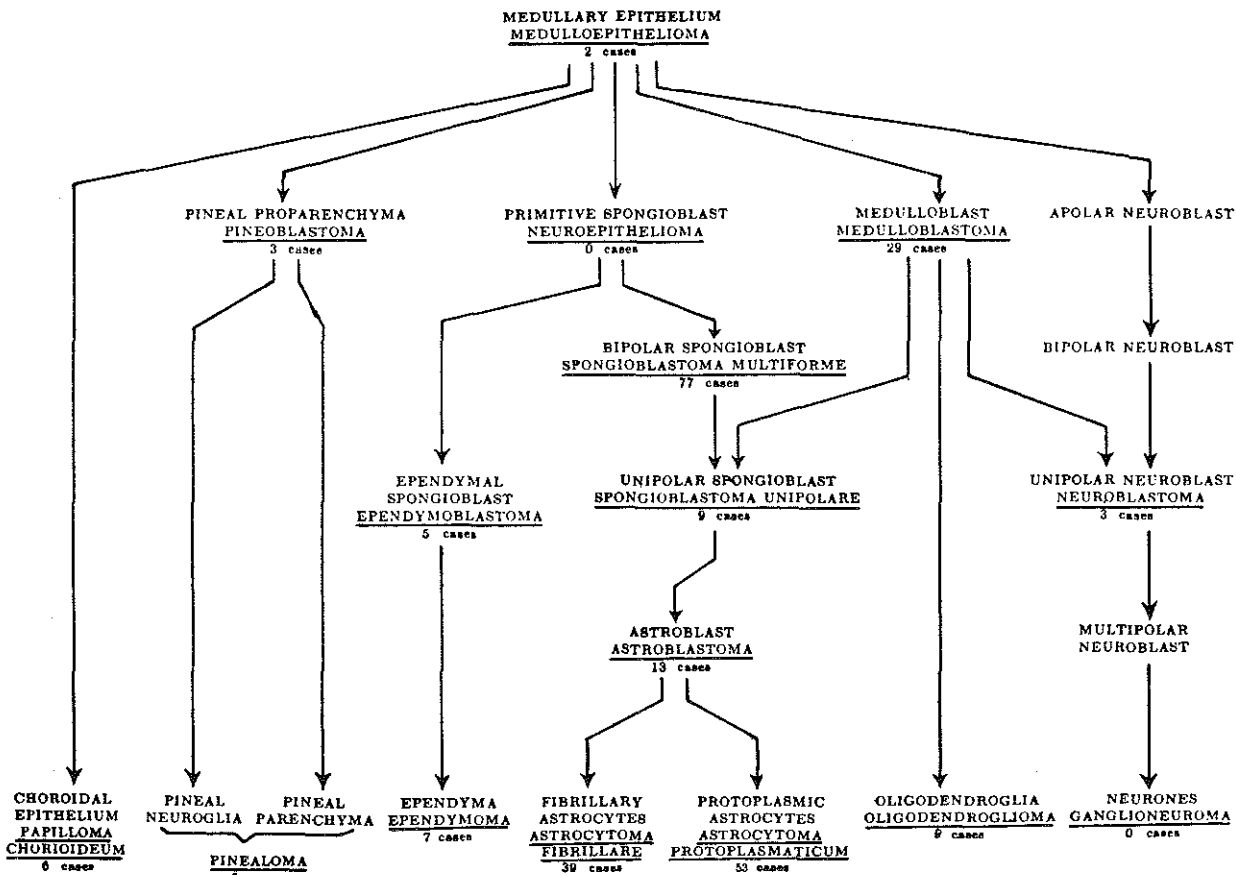 MEDULLARY EPITHELIUM
MEDULLOEPITHELIOMA
2 cases
PINEAL PROPARENCHYMA
PINEOBLASTOMA
3 cases
PRIMITIVE SPONGIOBLAST
NEUROEPITHELIOMA
0 cases
MEDULLOBLAST
MEDULLOBLASTOMA
29 cases
APOLAR NEUROBLAST
BIPOLAR SPONGIOBLAST
SPONGIOBLASTOMA MULTIFORME
77 cases
BIPOLAR NEUROBLAST
EPENDYMAL
SPONGIOBLAST
EPENDYMOBLASTOMA
5 cases
UNIPOLAR SPONGIOBLAST
SPONGIOBLASTOMA UNIPOLARE
9 cases
UNIPOLAR NEUROBLAST
NEUROBLASTOMA
3 cases
ASTROBLAST
ASTROBLASTOMA
13 cases
MULTIPOLAR
NEUROBLAST
CHOROIDAL
EPITHELIUM
PAPILLOMA
CHORIOIDEUM
6 cases
PINEAL
NEUROGLIA
PINEAL
PARENCHYMA
PINEALOMA
EPENDYMA
EPENDYMOMA
7 cases
FIBRILLARY
ASTROCYTES
ASTROCYTOMA
FIBRILLARE
39 cases
PROTOPLASMIC
ASTROCYTES
ASTROCYTOMA
PROTOPLASMATICUM
53 cases
OLIGODENDROGLIA
OLIGODENDROGLIOMA
9 cases
NEURONES
GANGLIONEUROMA
0 cases